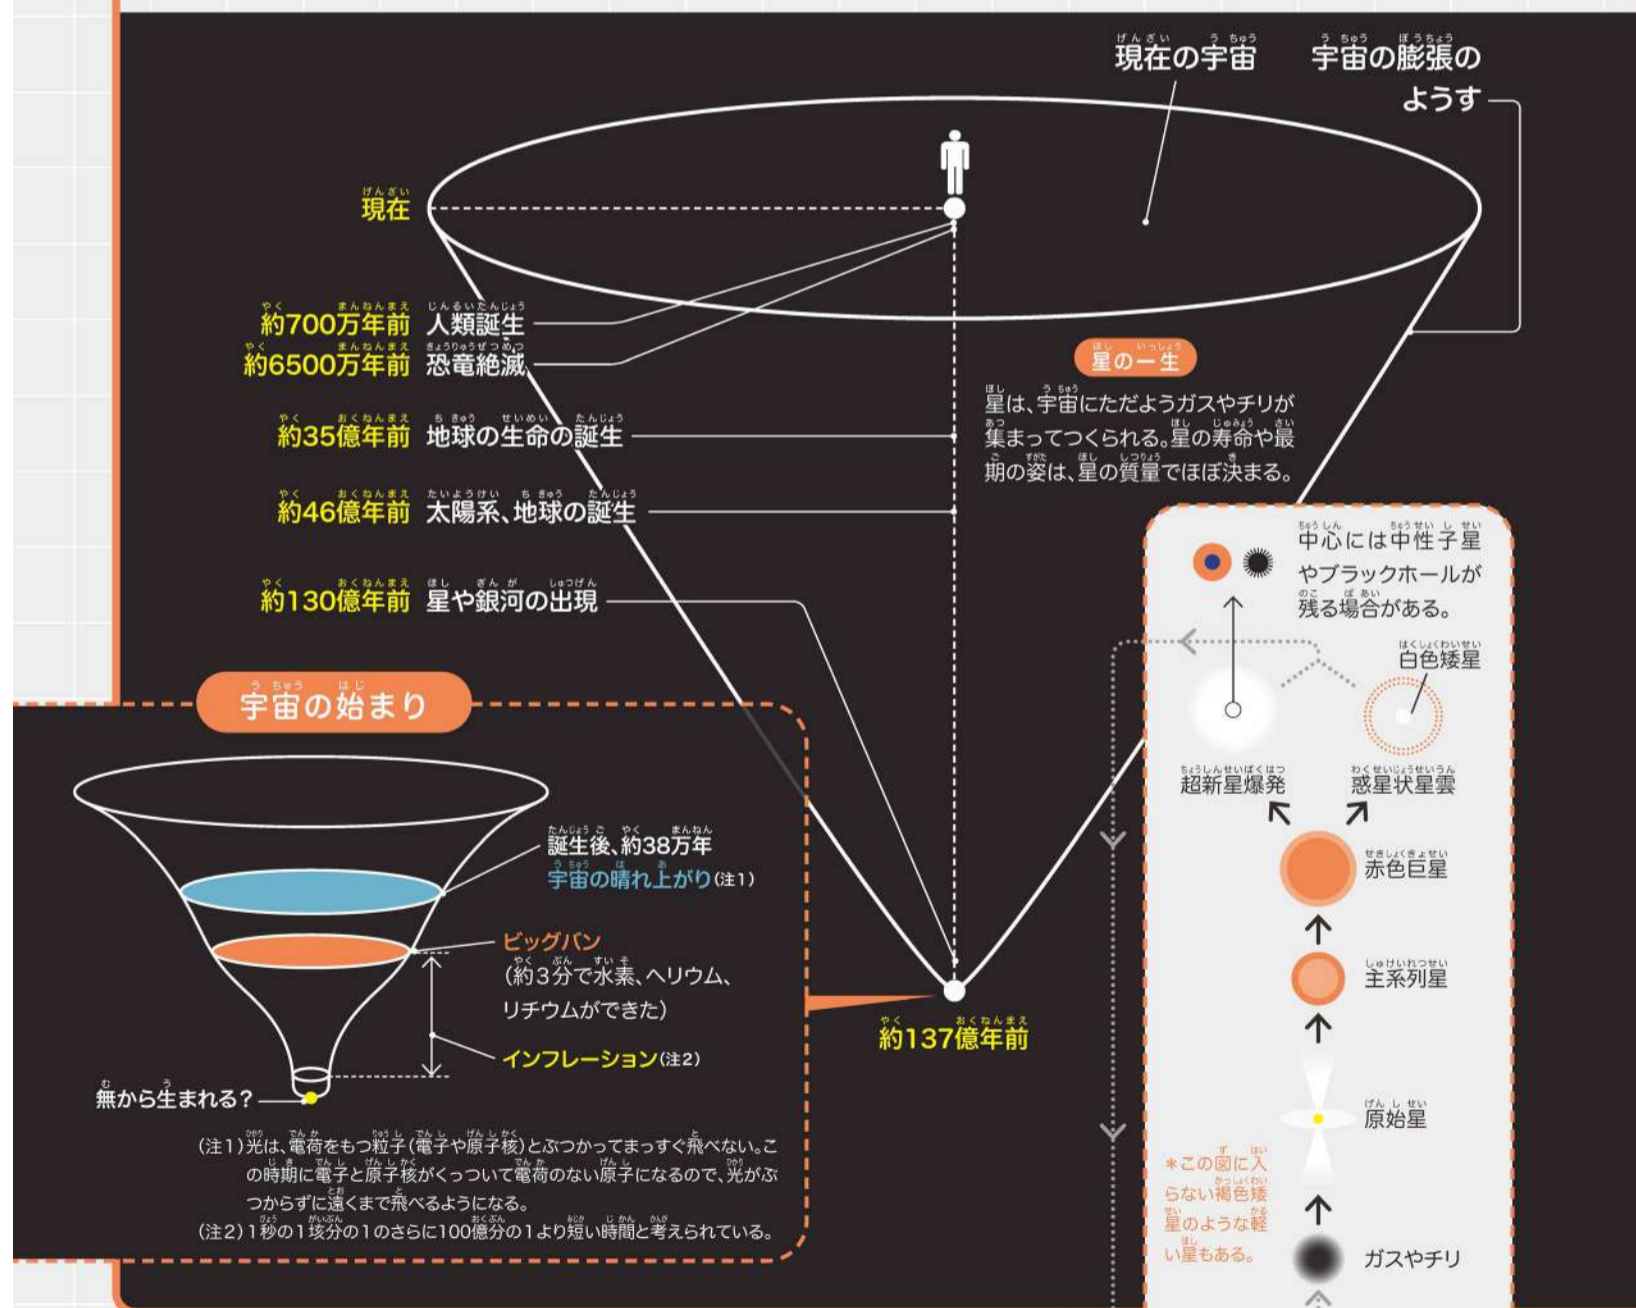 現在の宇宙
宇宙の膨張の
ようす
現在
約700万年前 人類誕生
約6500万年前 恐竜絶滅
約35億年前 地球の生命の誕生
約46億年前 太陽系、地球の誕生
約130億年前 星や銀河の出現
約137億年前
星の一生
星は、宇宙にただようガスやチリが
集まってつくられる。星の寿命や最
期の姿は、星の質量でほぼ決まる。
中心には中性子星
やブラックホールが
残る場合がある。
白色矮星
超新星爆発
惑星状星雲
赤色巨星
主系列星
原始星
ガスやチリ
*この図に入
らない褐色矮
星のような軽
い星もある。
宇宙の始まり
誕生後、約38万年
宇宙の晴れ上がり(注1)
ビッグバン
(約3分で水素、ヘリウム、
リチウムができた)
インフレーション(注2)
無から生まれる?
(注1)光は、電荷をもつ粒子(電子や原子核)とぶつかってまっすぐ飛べない。こ
の時期に電子と原子核がくっついて電荷のない原子になるので、光がぶ
つからずに遠くまで飛べるようになる。
(注2)1秒の1垓分の1のさらに100億分の1より短い時間と考えられている。